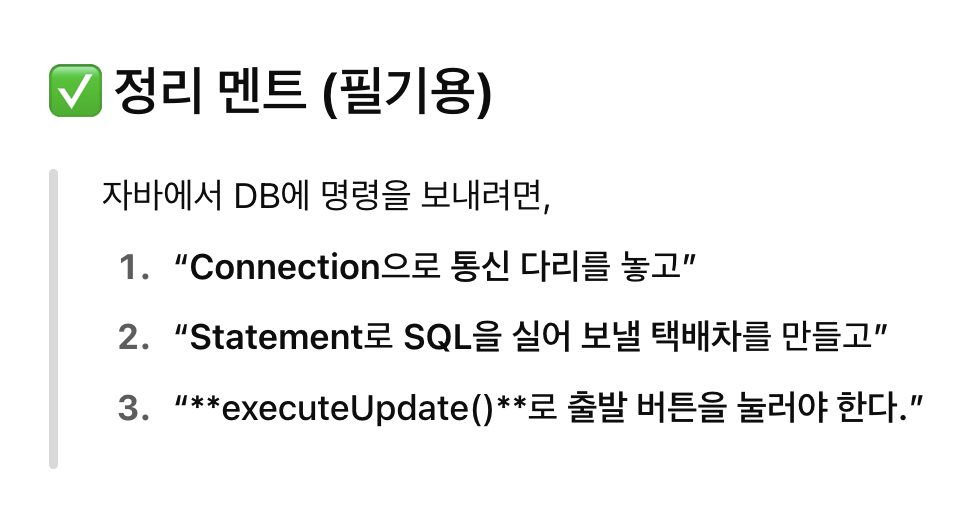 ✅ 정리 멘트 (필기용)
자바에서 DB에 명령을 보내려면,
1. “Connection으로 통신 다리를 놓고”
2. “Statement로 SQL을 실어 보낼 택배차를 만들고”
3. “**executeUpdate()**로 출발 버튼을 눌러야 한다.”